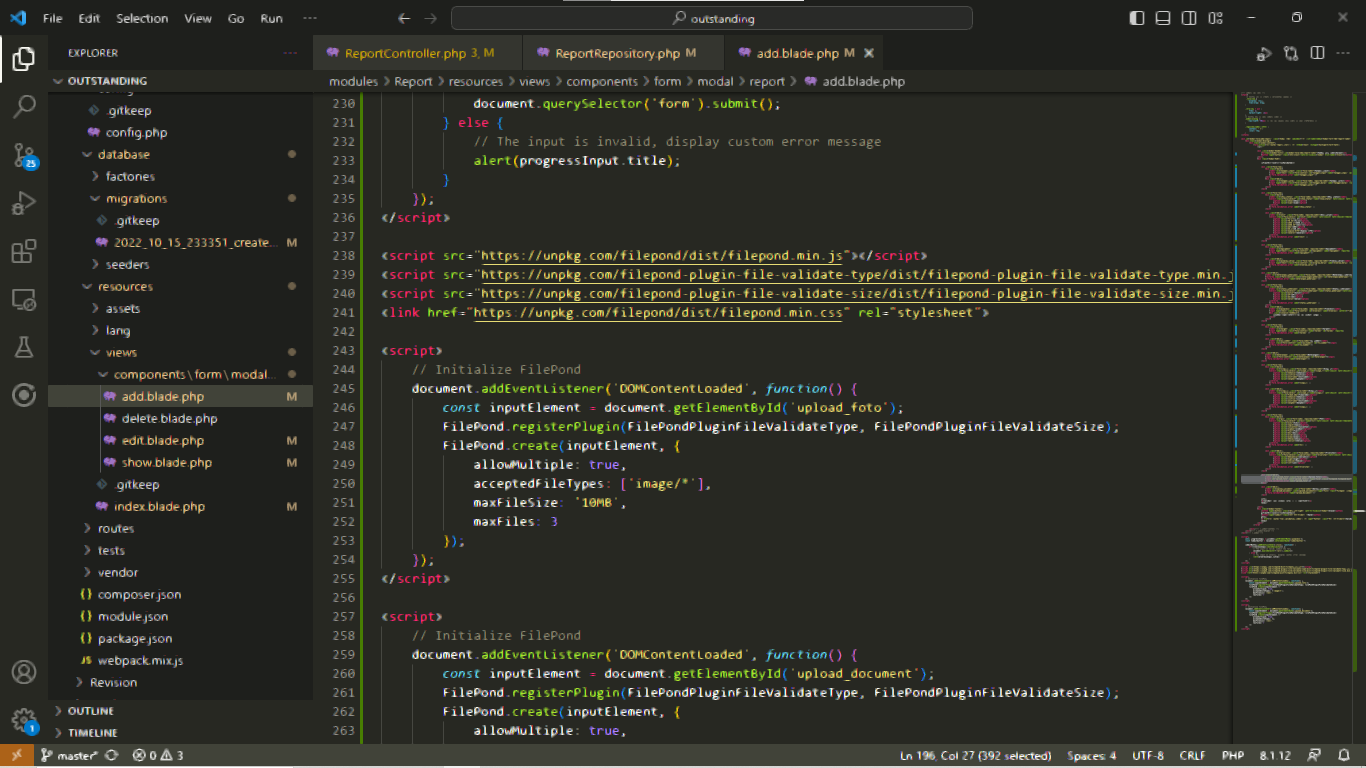 File Edit Selection View Go Run ··· outstanding
EXPLORER ···
OUTSTANDING
.gitkeep
config.php
database
factories
migrations
.gitkeep
2022_10_15_233351_create... M
seeders
resources
assets
lang
views
components\form\modal...
add.blade.php M
delete.blade.php
edit.blade.php M
show.blade.php M
.gitkeep
index.blade.php M
routes
tests
vendor
{} composer.json
{} module.json
{} package.json
JS webpack.mix.js
Revision
OUTLINE
TIMELINE
25
1
ReportController.php 3, M ReportRepository.php M add.blade.php M
modules > Report > resources > views > components > form > modal > report > add.blade.php
230 document.querySelector('form').submit();
231 } else {
232 // The input is invalid, display custom error message
233 alert(progressInput.title);
234 }
235 });
236 </script>
237
238 <script src="https://unpkg.com/filepond/dist/filepond.min.js"></script>
239 <script src="https://unpkg.com/filepond-plugin-file-validate-type/dist/filepond-plugin-file-validate-type.min.j
240 <script src="https://unpkg.com/filepond-plugin-file-validate-size/dist/filepond-plugin-file-validate-size.min.j
241 <link href="https://unpkg.com/filepond/dist/filepond.min.css" rel="stylesheet">
242
243 <script>
244 // Initialize FilePond
245 document.addEventListener('DOMContentLoaded', function() {
246 const inputElement = document.getElementById('upload_foto');
247 FilePond.registerPlugin(FilePondPluginFileValidateType, FilePondPluginFileValidateSize);
248 FilePond.create(inputElement, {
249 allowMultiple: true,
250 acceptedFileTypes: ['image/*'],
251 maxFileSize: '10MB',
252 maxFiles: 3
253 });
254 });
255 </script>
256
257 <script>
258 // Initialize FilePond
259 document.addEventListener('DOMContentLoaded', function() {
260 const inputElement = document.getElementById('upload_document');
261 FilePond.registerPlugin(FilePondPluginFileValidateType, FilePondPluginFileValidateSize);
262 FilePond.create(inputElement, {
263 allowMultiple: true,
master* 0 3 Ln 196, Col 27 (392 selected) Spaces: 4 UTF-8 CRLF PHP 8.1.12